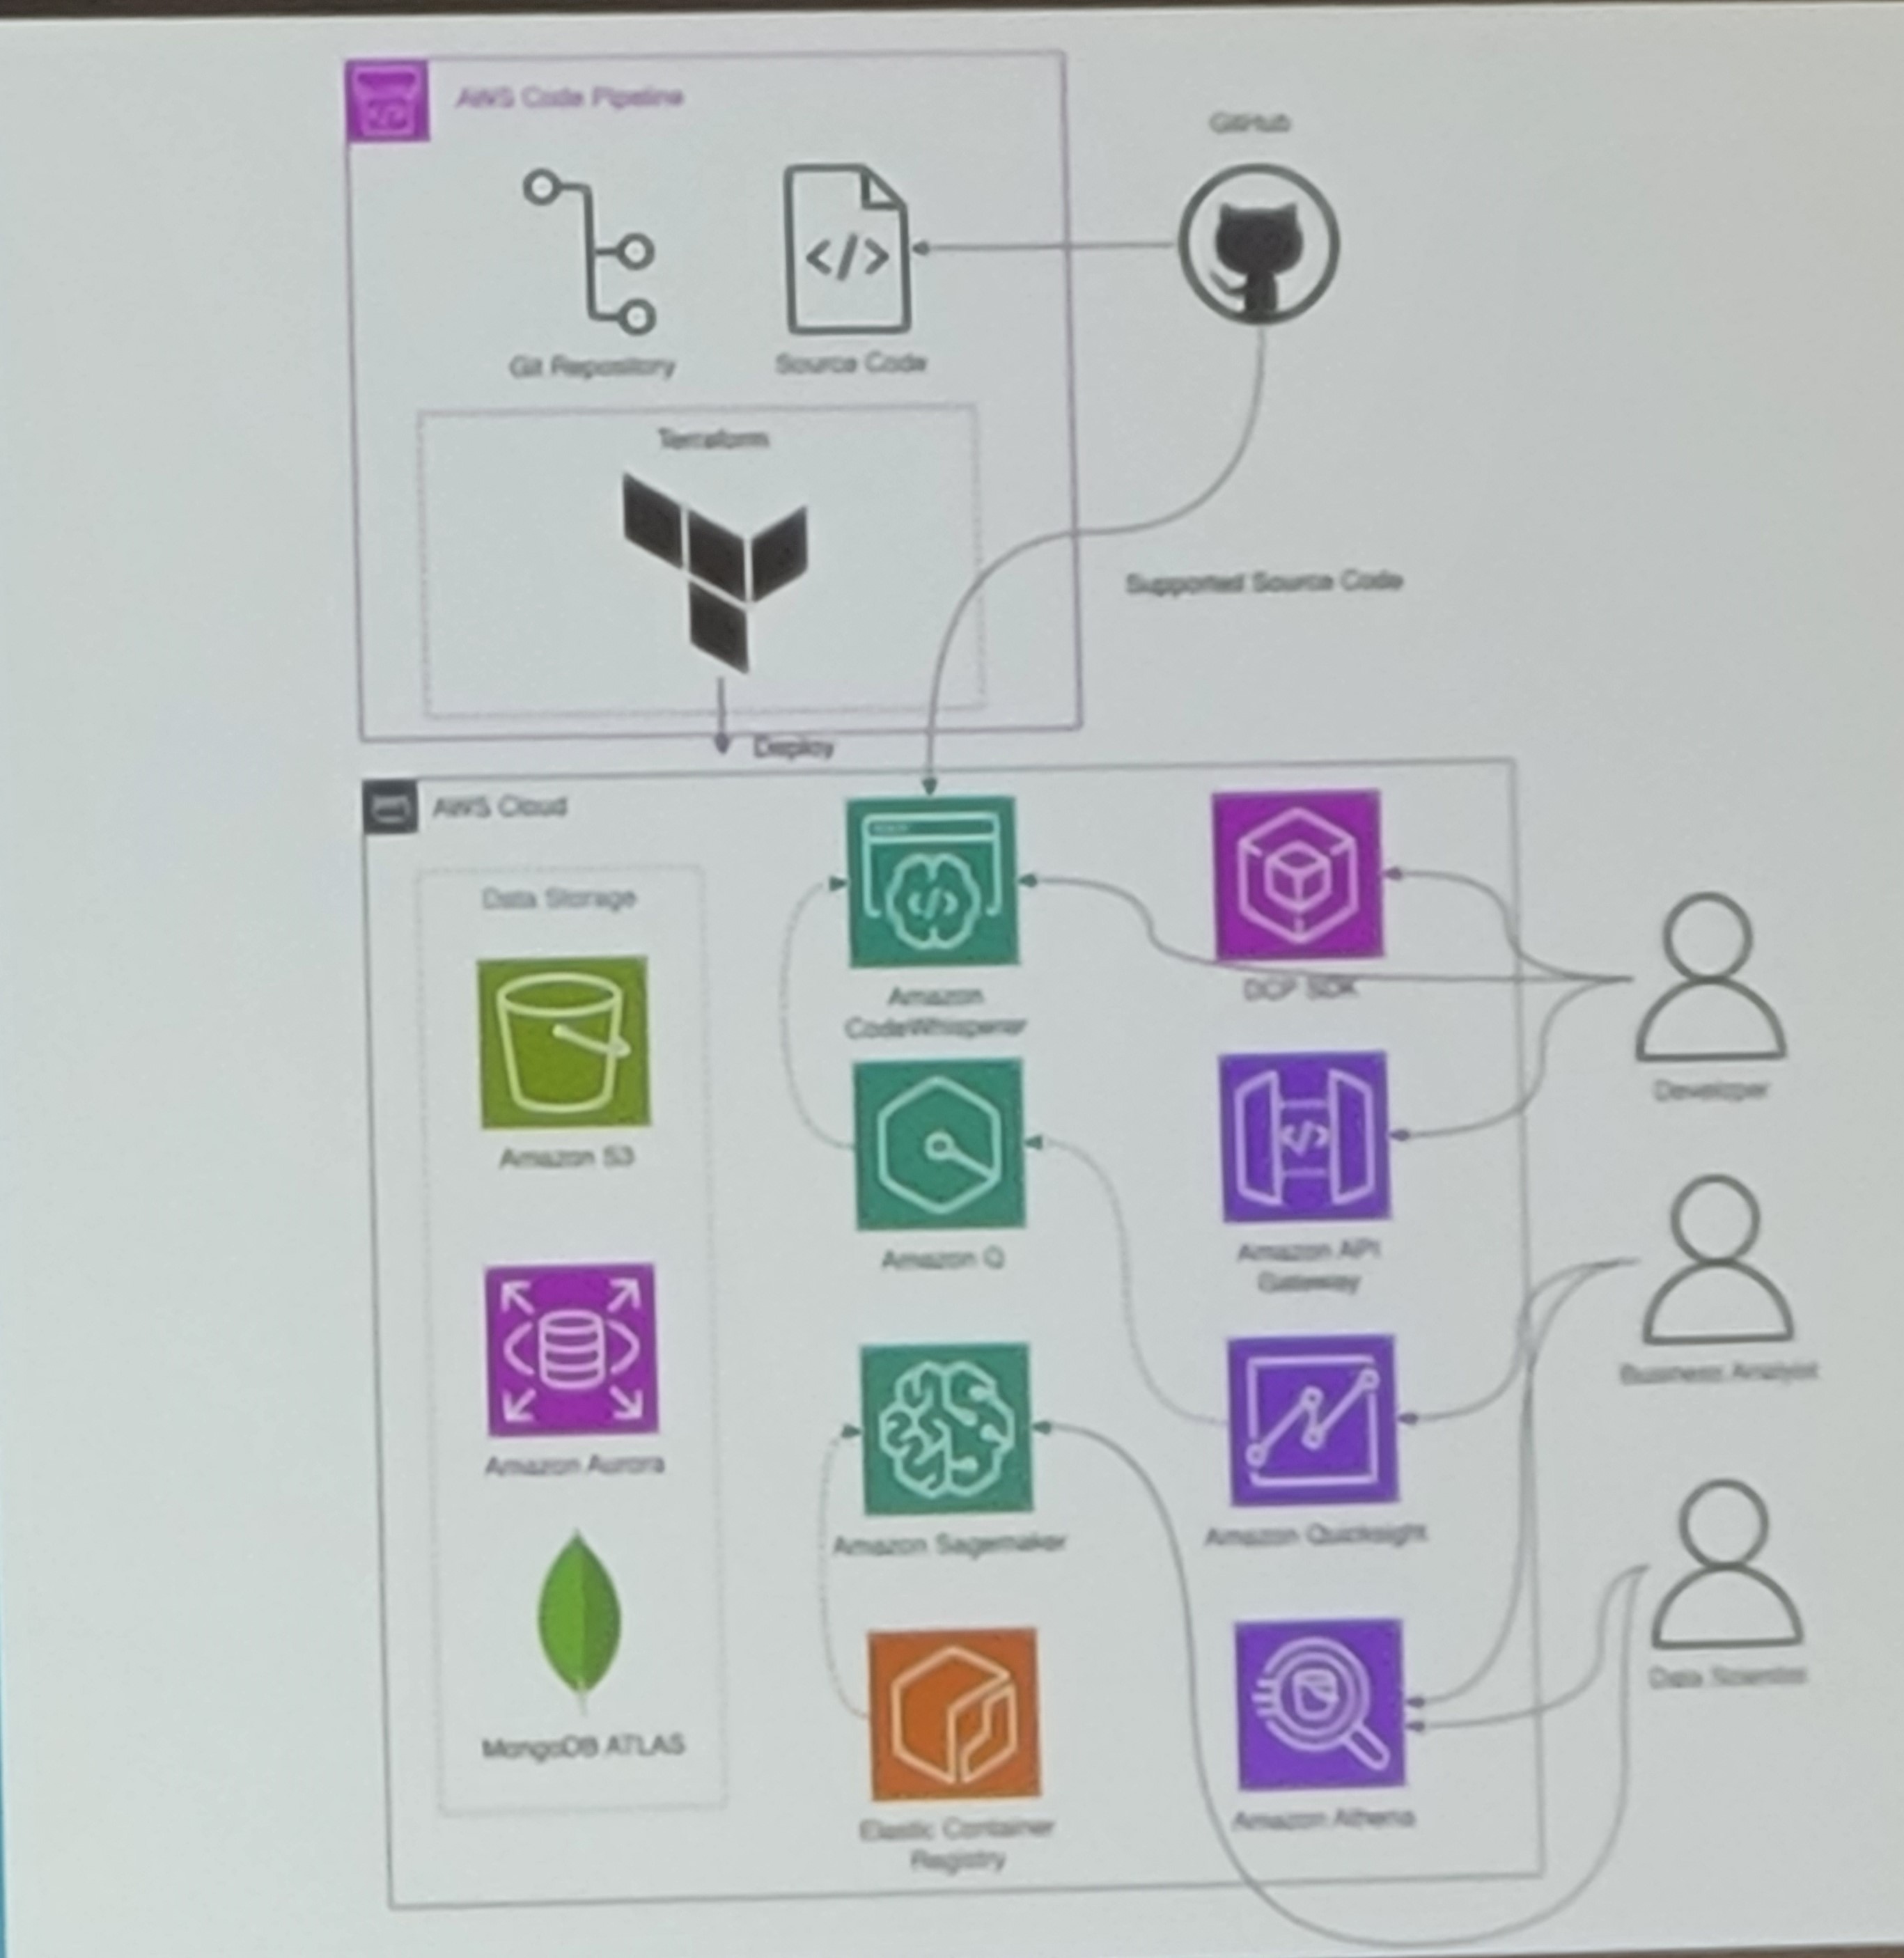 AWS Code Pipeline
GitHub
</>
Git Repository
Source Code
Terraform
Supported Source Code
Deploy
AWS Cloud
Data Storage
</>
Amazon
CodeWhisperer
DCP SDK
Developer
Amazon S3
</>
Amazon Q
Amazon API
Gateway
Business Analyst
Amazon Aurora
Amazon Sagemaker
Amazon Quicksight
Data Scientist
MongoDB ATLAS
Elastic Container
Registry
Amazon Athena